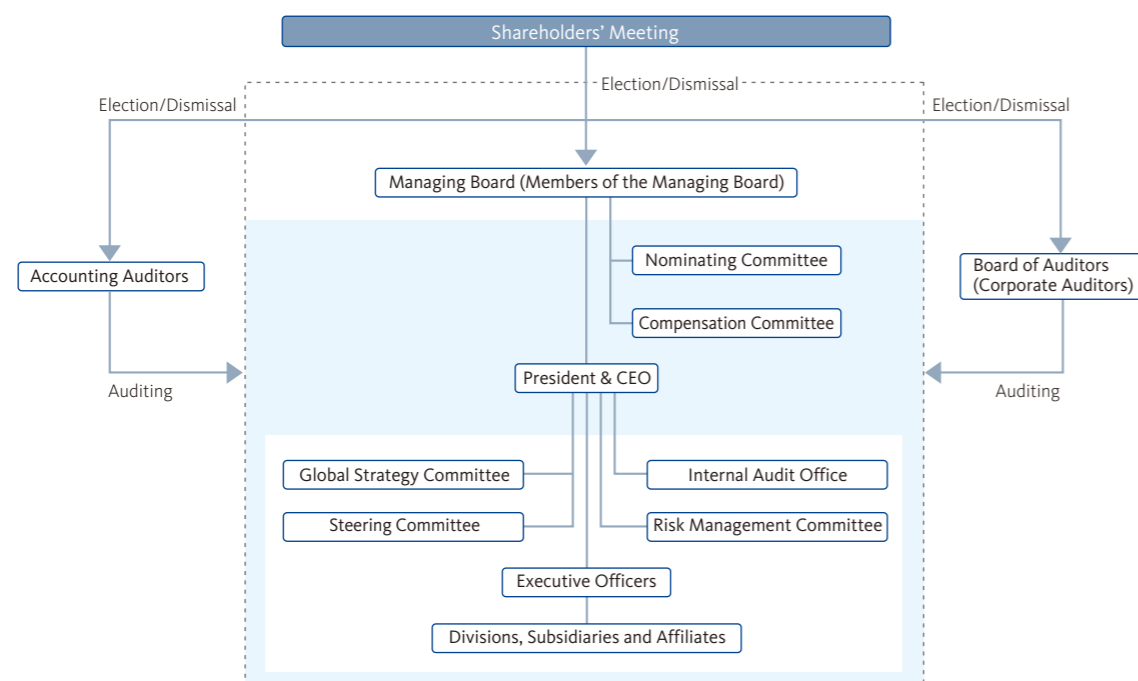 Shareholders’ Meeting
Election/Dismissal
Election/Dismissal
Election/Dismissal
Managing Board (Members of the Managing Board)
Nominating Committee
Accounting Auditors
Board of Auditors
(Corporate Auditors)
Compensation Committee
President & CEO
Auditing
Auditing
Global Strategy Committee
Internal Audit Office
Steering Committee
Risk Management Committee
Executive Officers
Divisions, Subsidiaries and Affiliates